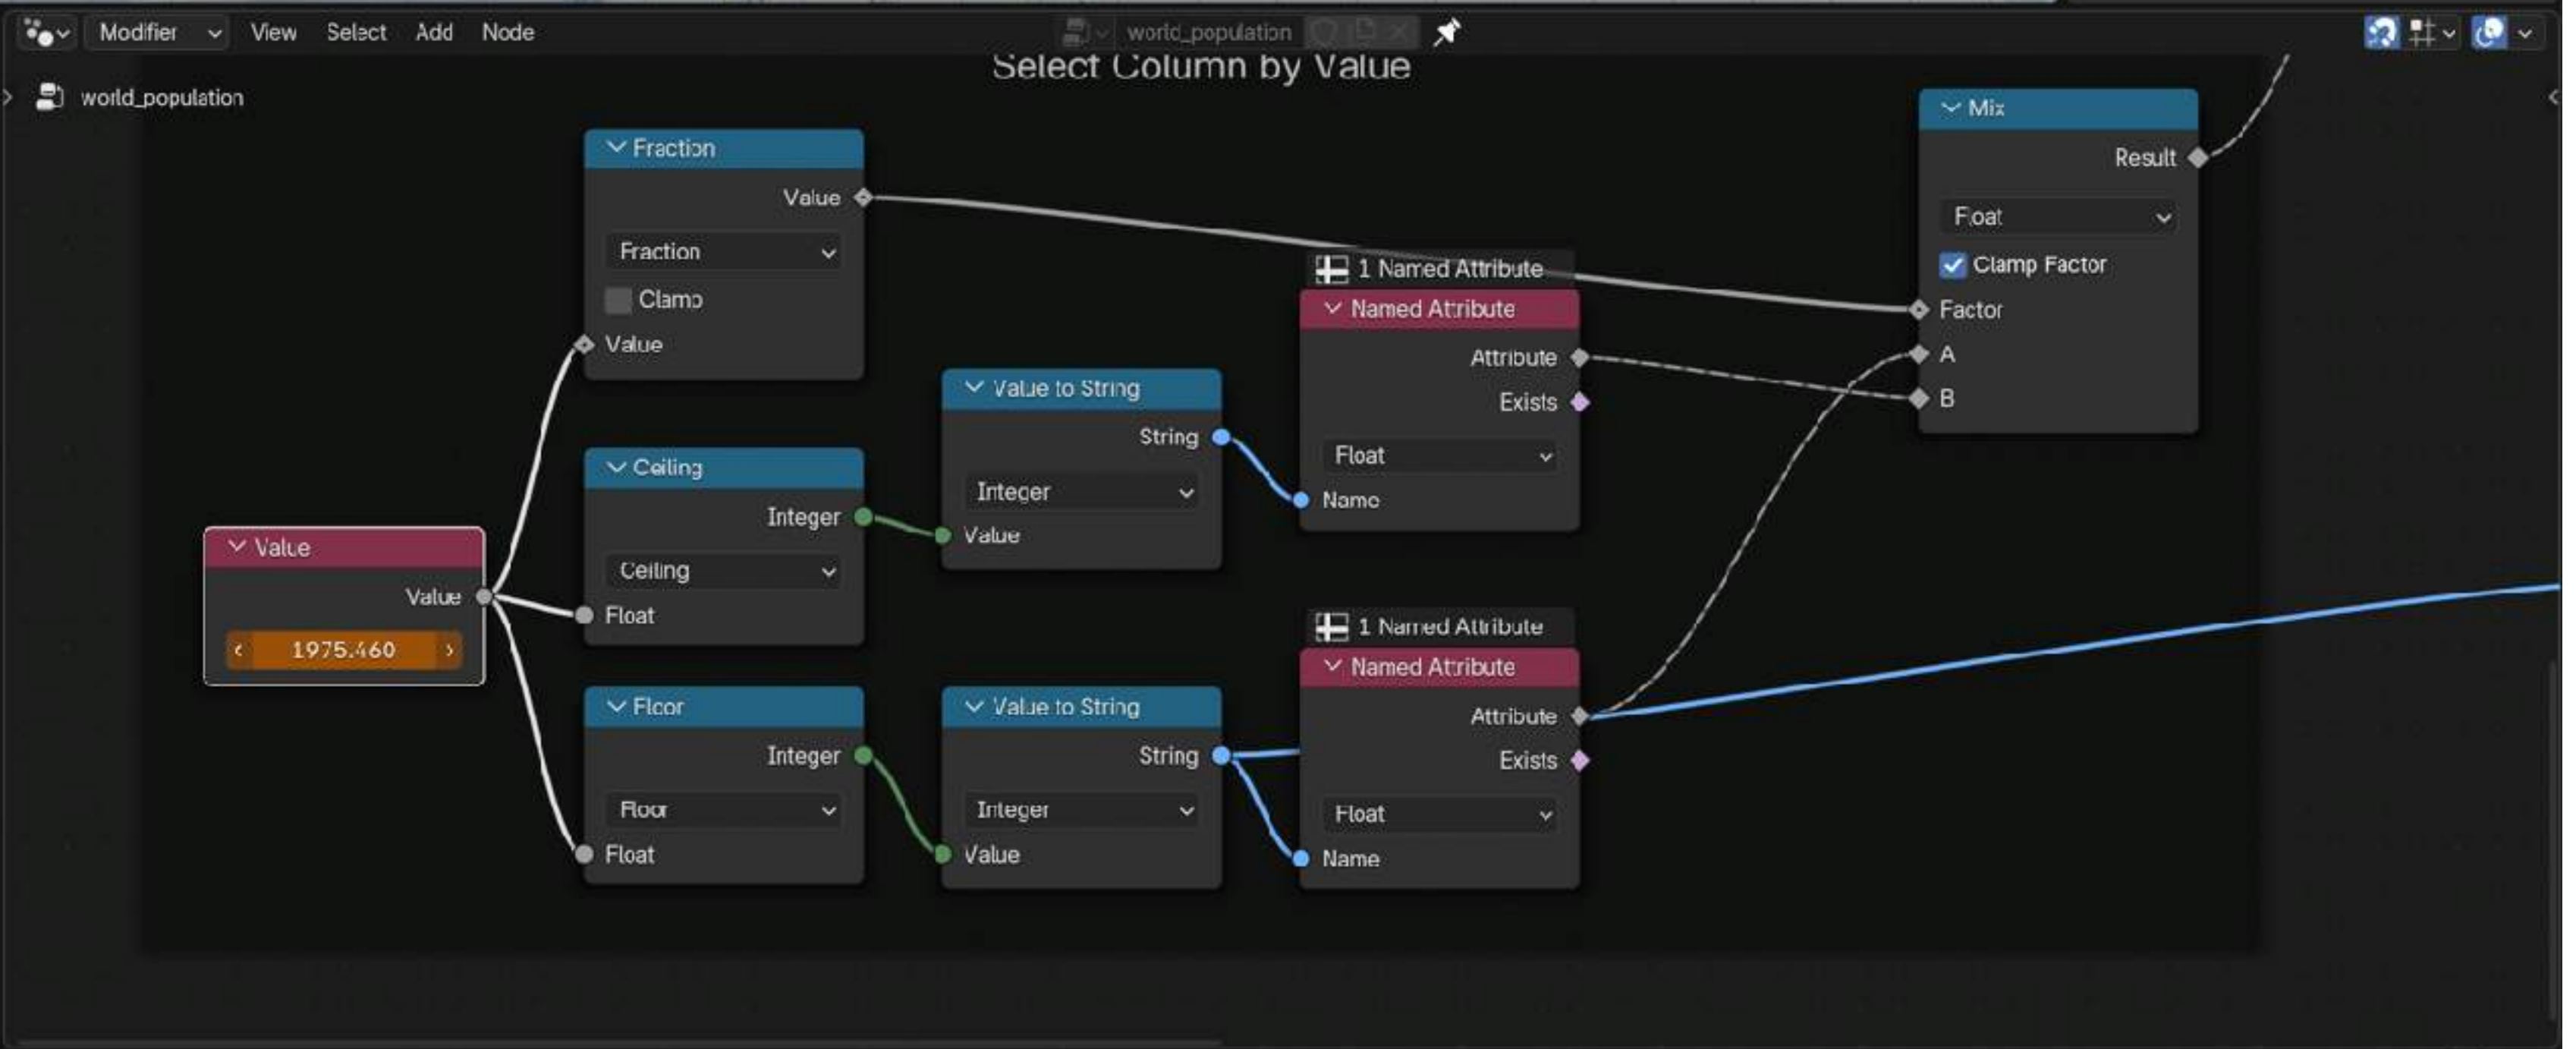 Modifier View Select Add Node
world_population
Select Column by Value
world_population
Fraction
Value
Fraction
Clamp
Value
Ceiling
Integer
Ceiling
Float
Value
Value
1975.460
Floor
Integer
Floor
Float
Value to String
String
Integer
Value
Value to String
String
Integer
Value
1 Named Attribute
Named Attribute
Attribute
Exists
Float
Name
1 Named Attribute
Named Attribute
Attribute
Exists
Float
Name
Mix
Result
Float
Clamp Factor
Factor
A
B